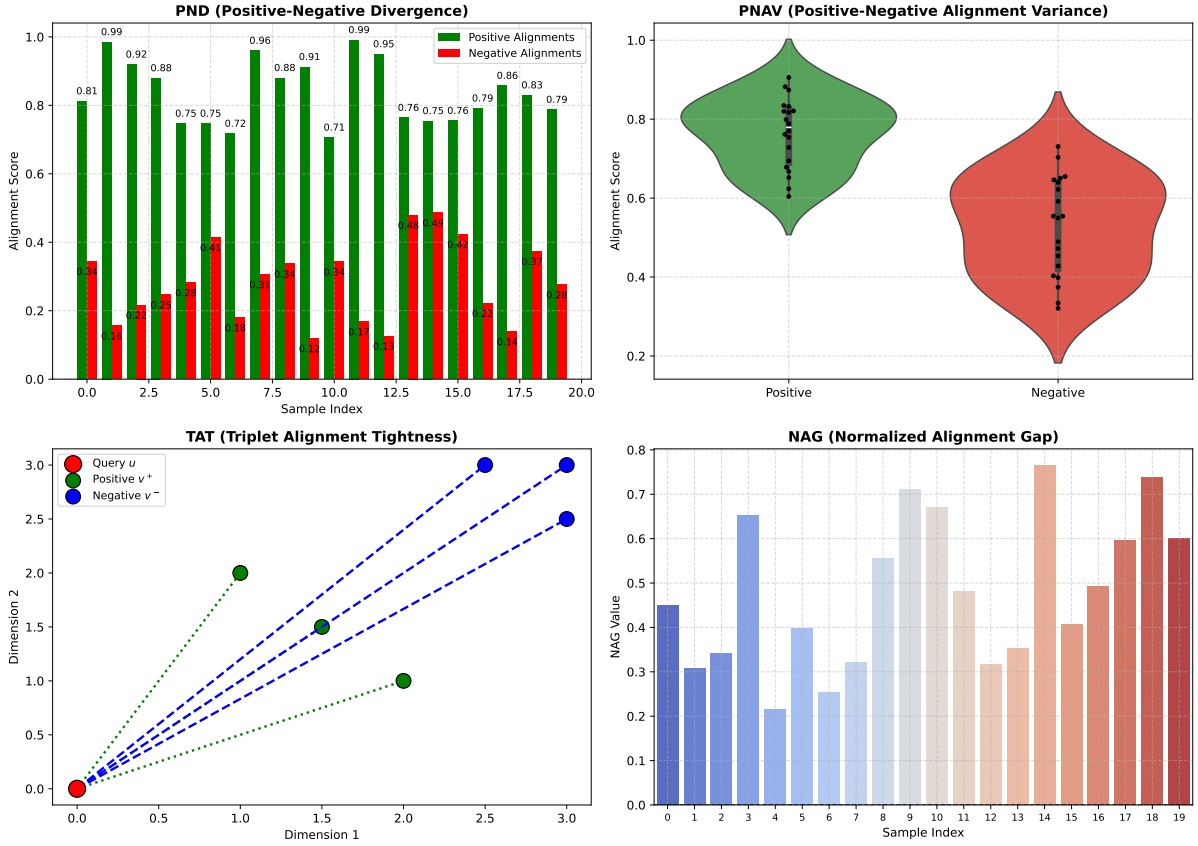 PND (Positive-Negative Divergence)
Alignment Score
1.0
0.8
0.6
0.4
0.2
0.0
Positive Alignments
Negative Alignments
0.81 0.99 0.92 0.88 0.75 0.75 0.72 0.96 0.88 0.91 0.71 0.99 0.95 0.76 0.75 0.76 0.79 0.86 0.83 0.79
0.34 0.16 0.22 0.25 0.28 0.41 0.18 0.31 0.34 0.12 0.34 0.17 0.13 0.48 0.49 0.42 0.22 0.14 0.37 0.28
0.0 2.5 5.0 7.5 10.0 12.5 15.0 17.5 20.0
Sample Index
PNAV (Positive-Negative Alignment Variance)
Alignment Score
1.0
0.8
0.6
0.4
0.2
Positive Negative
TAT (Triplet Alignment Tightness)
Dimension 2
3.0
2.5
2.0
1.5
1.0
0.5
0.0
Query u
Positive v⁺
Negative v⁻
0.0 0.5 1.0 1.5 2.0 2.5 3.0
Dimension 1
NAG (Normalized Alignment Gap)
NAG Value
0.8
0.7
0.6
0.5
0.4
0.3
0.2
0.1
0.0
0 1 2 3 4 5 6 7 8 9 10 11 12 13 14 15 16 17 18 19
Sample Index